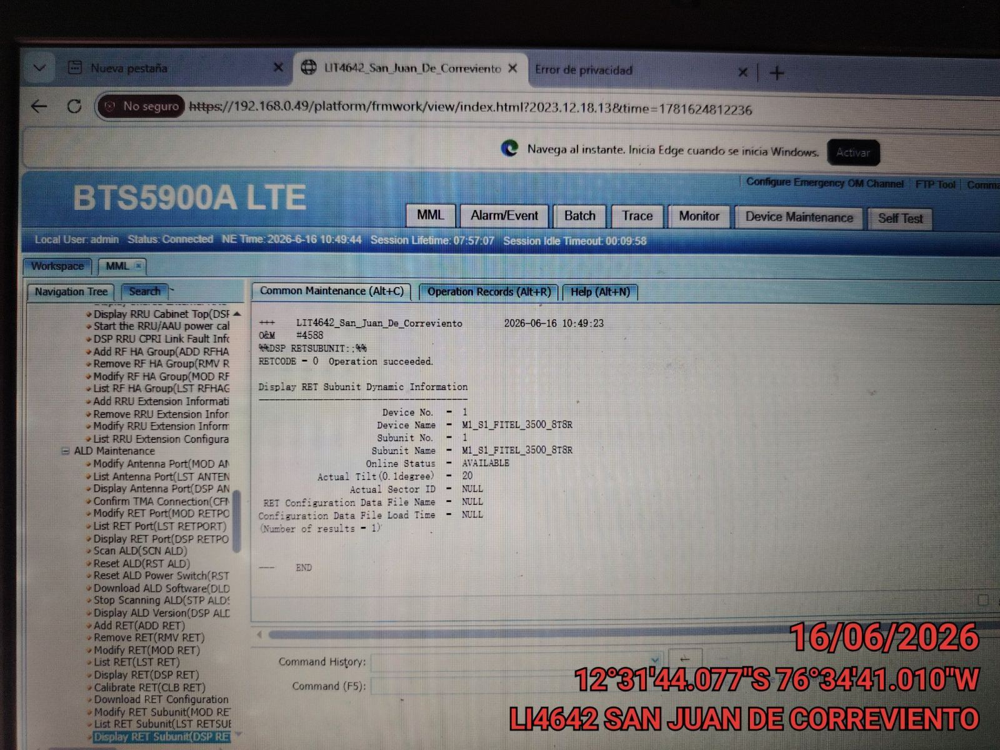 Nueva pestaña
LIT4642_San_Juan_De_Correviento
Error de privacidad
No seguro https://192.168.0.49/platform/frmwork/view/index.html?2023.12.18.13&time=1781624812236
Navega al instante. Inicia Edge cuando se inicia Windows. Activar
BTS5900A LTE
Configure Emergency OM Channel | FTP Tool | Comma
MML Alarm/Event Batch Trace Monitor Device Maintenance Self Test
Local User: admin Status: Connected NE Time: 2026-6-16 10:49:44 Session Lifetime: 07:57:07 Session Idle Timeout: 00:09:58
Workspace MML
Navigation Tree Search
Display RRU Cabinet Top(DSP
Start the RRU/AAU power cal
DSP RRU CPRI Link Fault Info
Add RF HA Group(ADD RFHA
Remove RF HA Group(RMV R
Modify RF HA Group(MOD RF
List RF HA Group(LST RFHAG
Add RRU Extension Informati
Remove RRU Extension Infor
Modify RRU Extension Inform
List RRU Extension Configura
ALD Maintenance
Modify Antenna Port(MOD AN
List Antenna Port(LST ANTEN
Display Antenna Port(DSP AN
Confirm TMA Connection(CFM
Modify RET Port(MOD RETPO
List RET Port(LST RETPORT)
Display RET Port(DSP RETPO
Scan ALD(SCN ALD)
Reset ALD(RST ALD)
Reset ALD Power Switch(RST
Download ALD Software(DLD
Stop Scanning ALD(STP ALDS
Display ALD Version(DSP ALD
Add RET(ADD RET)
Remove RET(RMV RET)
Modify RET(MOD RET)
List RET(LST RET)
Display RET(DSP RET)
Calibrate RET(CLB RET)
Download RET Configuration
Modify RET Subunit(MOD RET
List RET Subunit(LST RETSUB
Display RET Subunit(DSP RE
Common Maintenance (Alt+C) Operation Records (Alt+R) Help (Alt+N)
+++ LIT4642_San_Juan_De_Correviento 2026-06-16 10:49:23
O&M #4588
%%DSP RETSUBUNIT:;%%
RETCODE = 0 Operation succeeded.
Display RET Subunit Dynamic Information
---------------------------------------
Device No. = 1
Device Name = M1_S1_FITEL_3500_8T8R
Subunit No. = 1
Subunit Name = M1_S1_FITEL_3500_8T8R
Online Status = AVAILABLE
Actual Tilt(0.1degree) = 20
Actual Sector ID = NULL
RET Configuration Data File Name = NULL
Configuration Data File Load Time = NULL
(Number of results = 1)
--- END
Command History:
Command (F5):
16/06/2026
12°31'44.077"S 76°34'41.010"W
LI4642 SAN JUAN DE CORREVIENTO